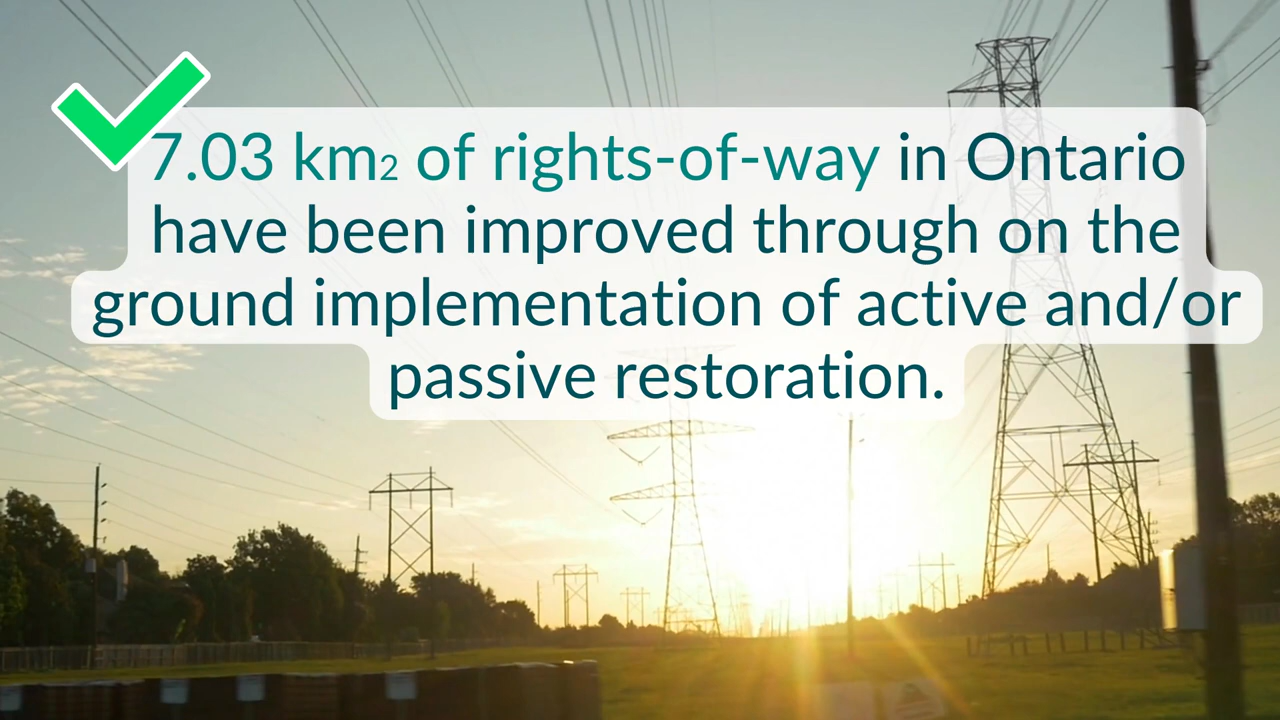 7.03 km₂ of rights-of-way in Ontario
have been improved through on the
ground implementation of active and/or
passive restoration.